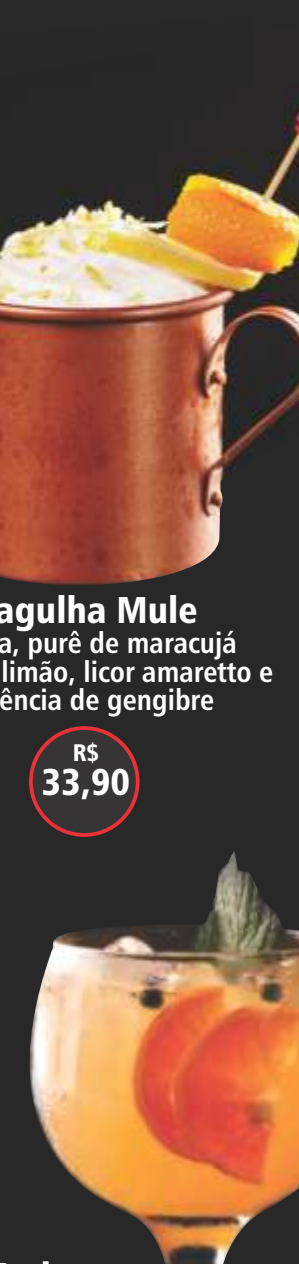 agulha Mule
a, purê de maracujá
limão, licor amaretto e
ência de gengibre
R$
33,90